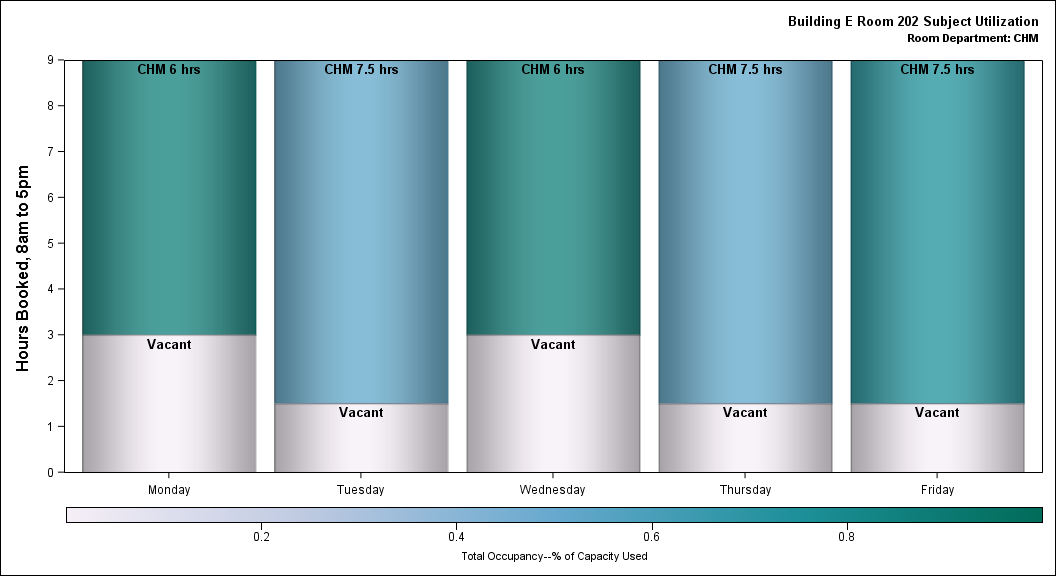 Building E Room 202 Subject Utilization
Room Department: CHM
Hours Booked, 8am to 5pm
9
8
7
6
5
4
3
2
1
0
CHM 6 hrs
CHM 7.5 hrs
CHM 6 hrs
CHM 7.5 hrs
CHM 7.5 hrs
Vacant
Vacant
Vacant
Vacant
Vacant
Monday
Tuesday
Wednesday
Thursday
Friday
0.2
0.4
0.6
0.8
Total Occupancy--% of Capacity Used